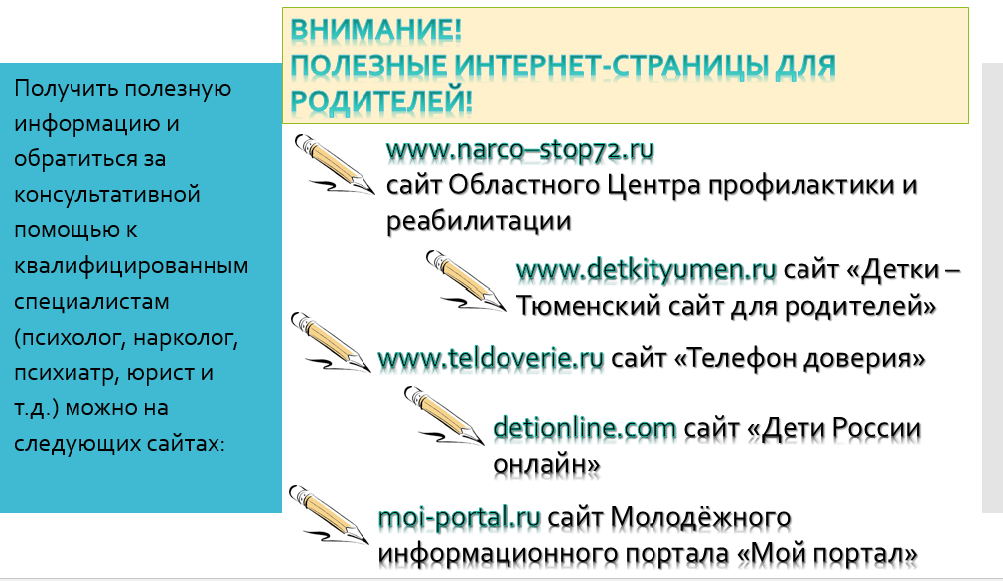 ВНИМАНИЕ!
ПОЛЕЗНЫЕ ИНТЕРНЕТ-СТРАНИЦЫ ДЛЯ
РОДИТЕЛЕЙ!
Получить полезную
информацию и
обратиться за
консультативной
помощью к
квалифицированным
специалистам
(психолог, нарколог,
психиатр, юрист и
т.д.) можно на
следующих сайтах:
www.narco–stop72.ru
сайт Областного Центра профилактики и
реабилитации
www.detkityumen.ru сайт «Детки –
Тюменский сайт для родителей»
www.teldoverie.ru сайт «Телефон доверия»
detionline.com сайт «Дети России
онлайн»
moi-portal.ru сайт Молодёжного
информационного портала «Мой портал»